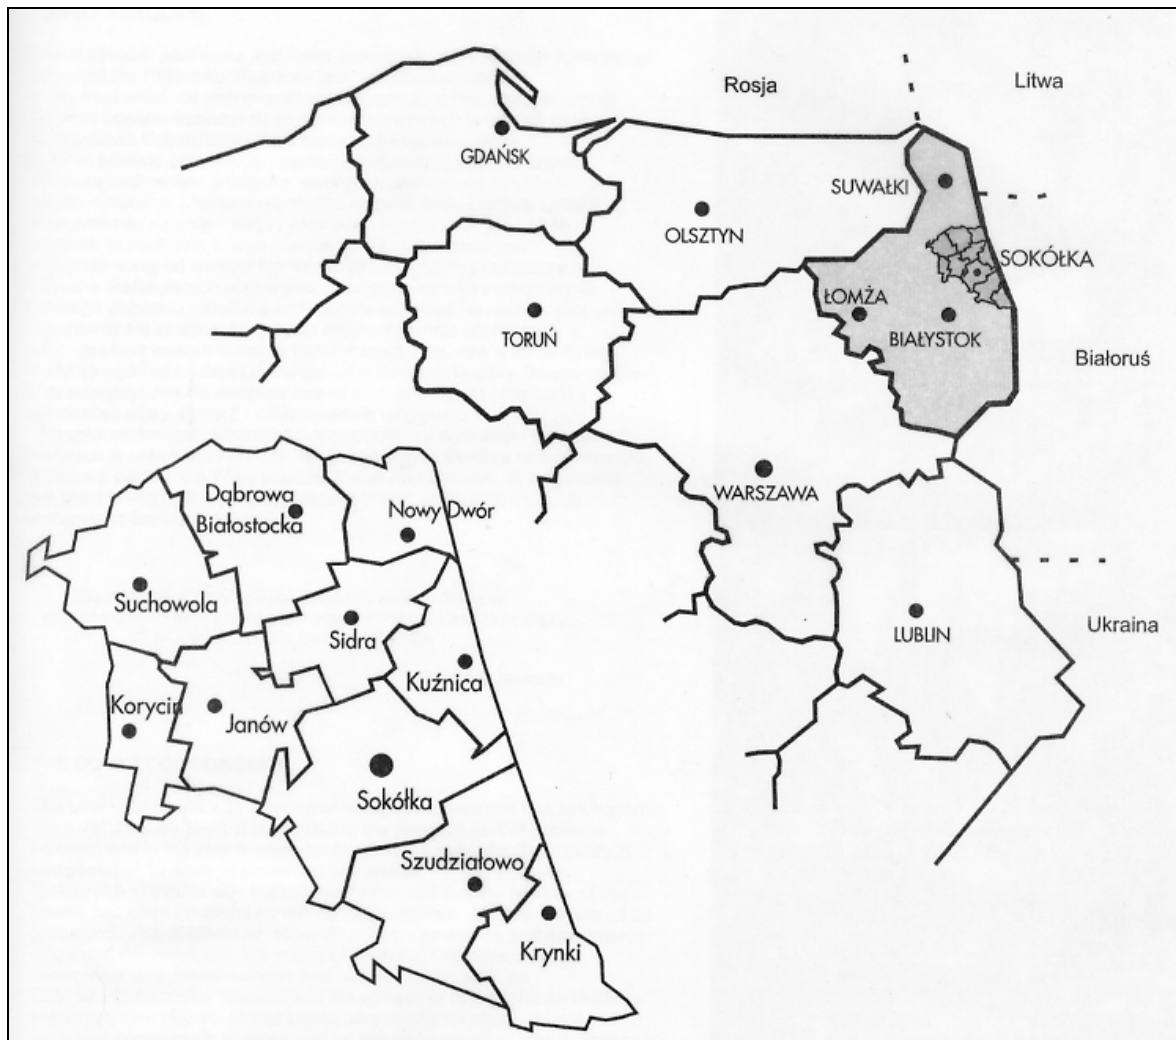 Rosja
Litwa
GDAŃSK
SUWAŁKI
OLSZTYN
SOKÓŁKA
ŁOMŻA
TORUŃ
BIAŁYSTOK
Białoruś
WARSZAWA
LUBLIN
Ukraina
Dąbrowa
Białostocka
Nowy Dwór
Suchowola
Sidra
Kuźnica
Korycin
Janów
Sokółka
Szudziałowo
Krynki